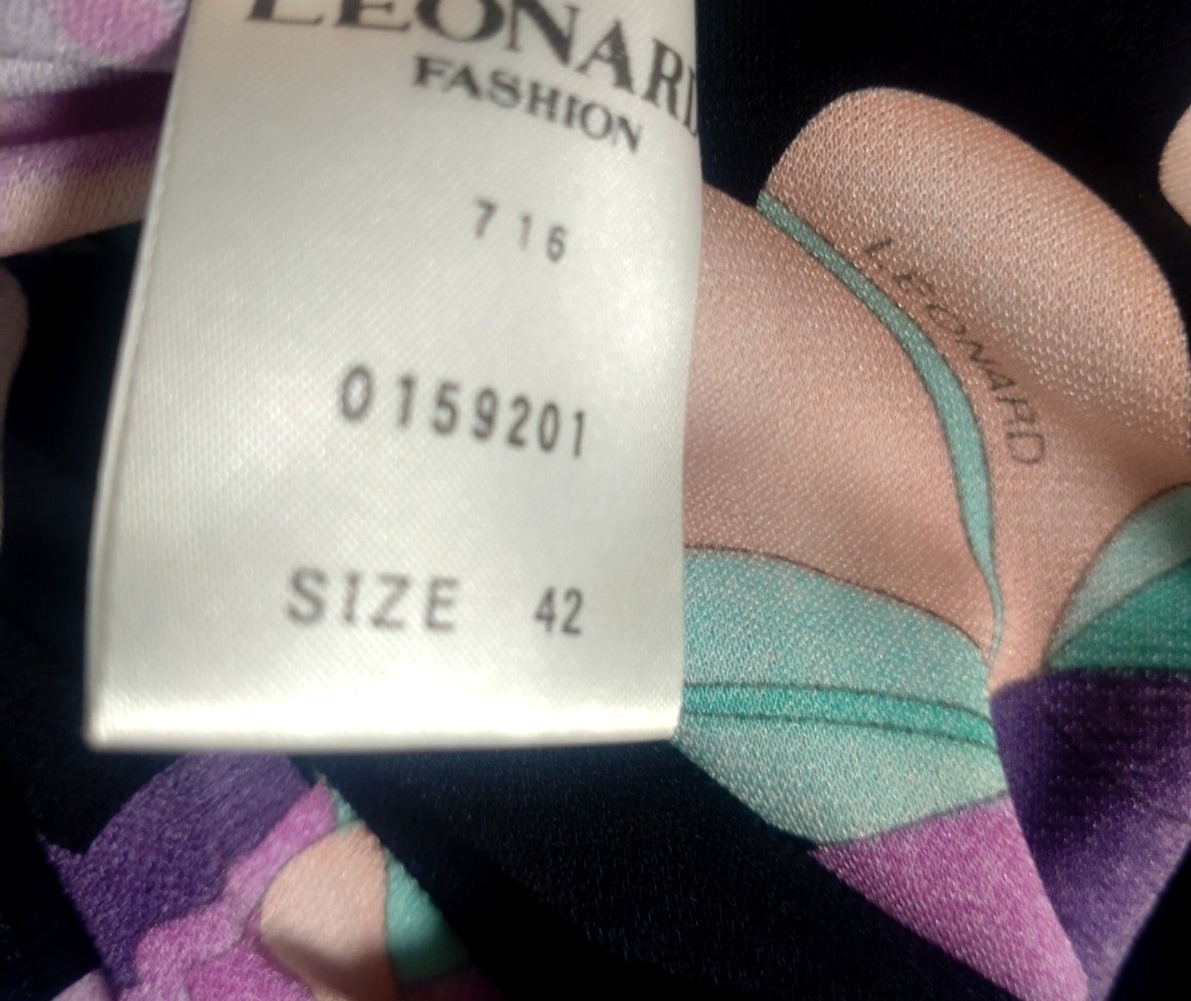 LEONARD
FASHION
716
0159201
SIZE 42
LEONARD